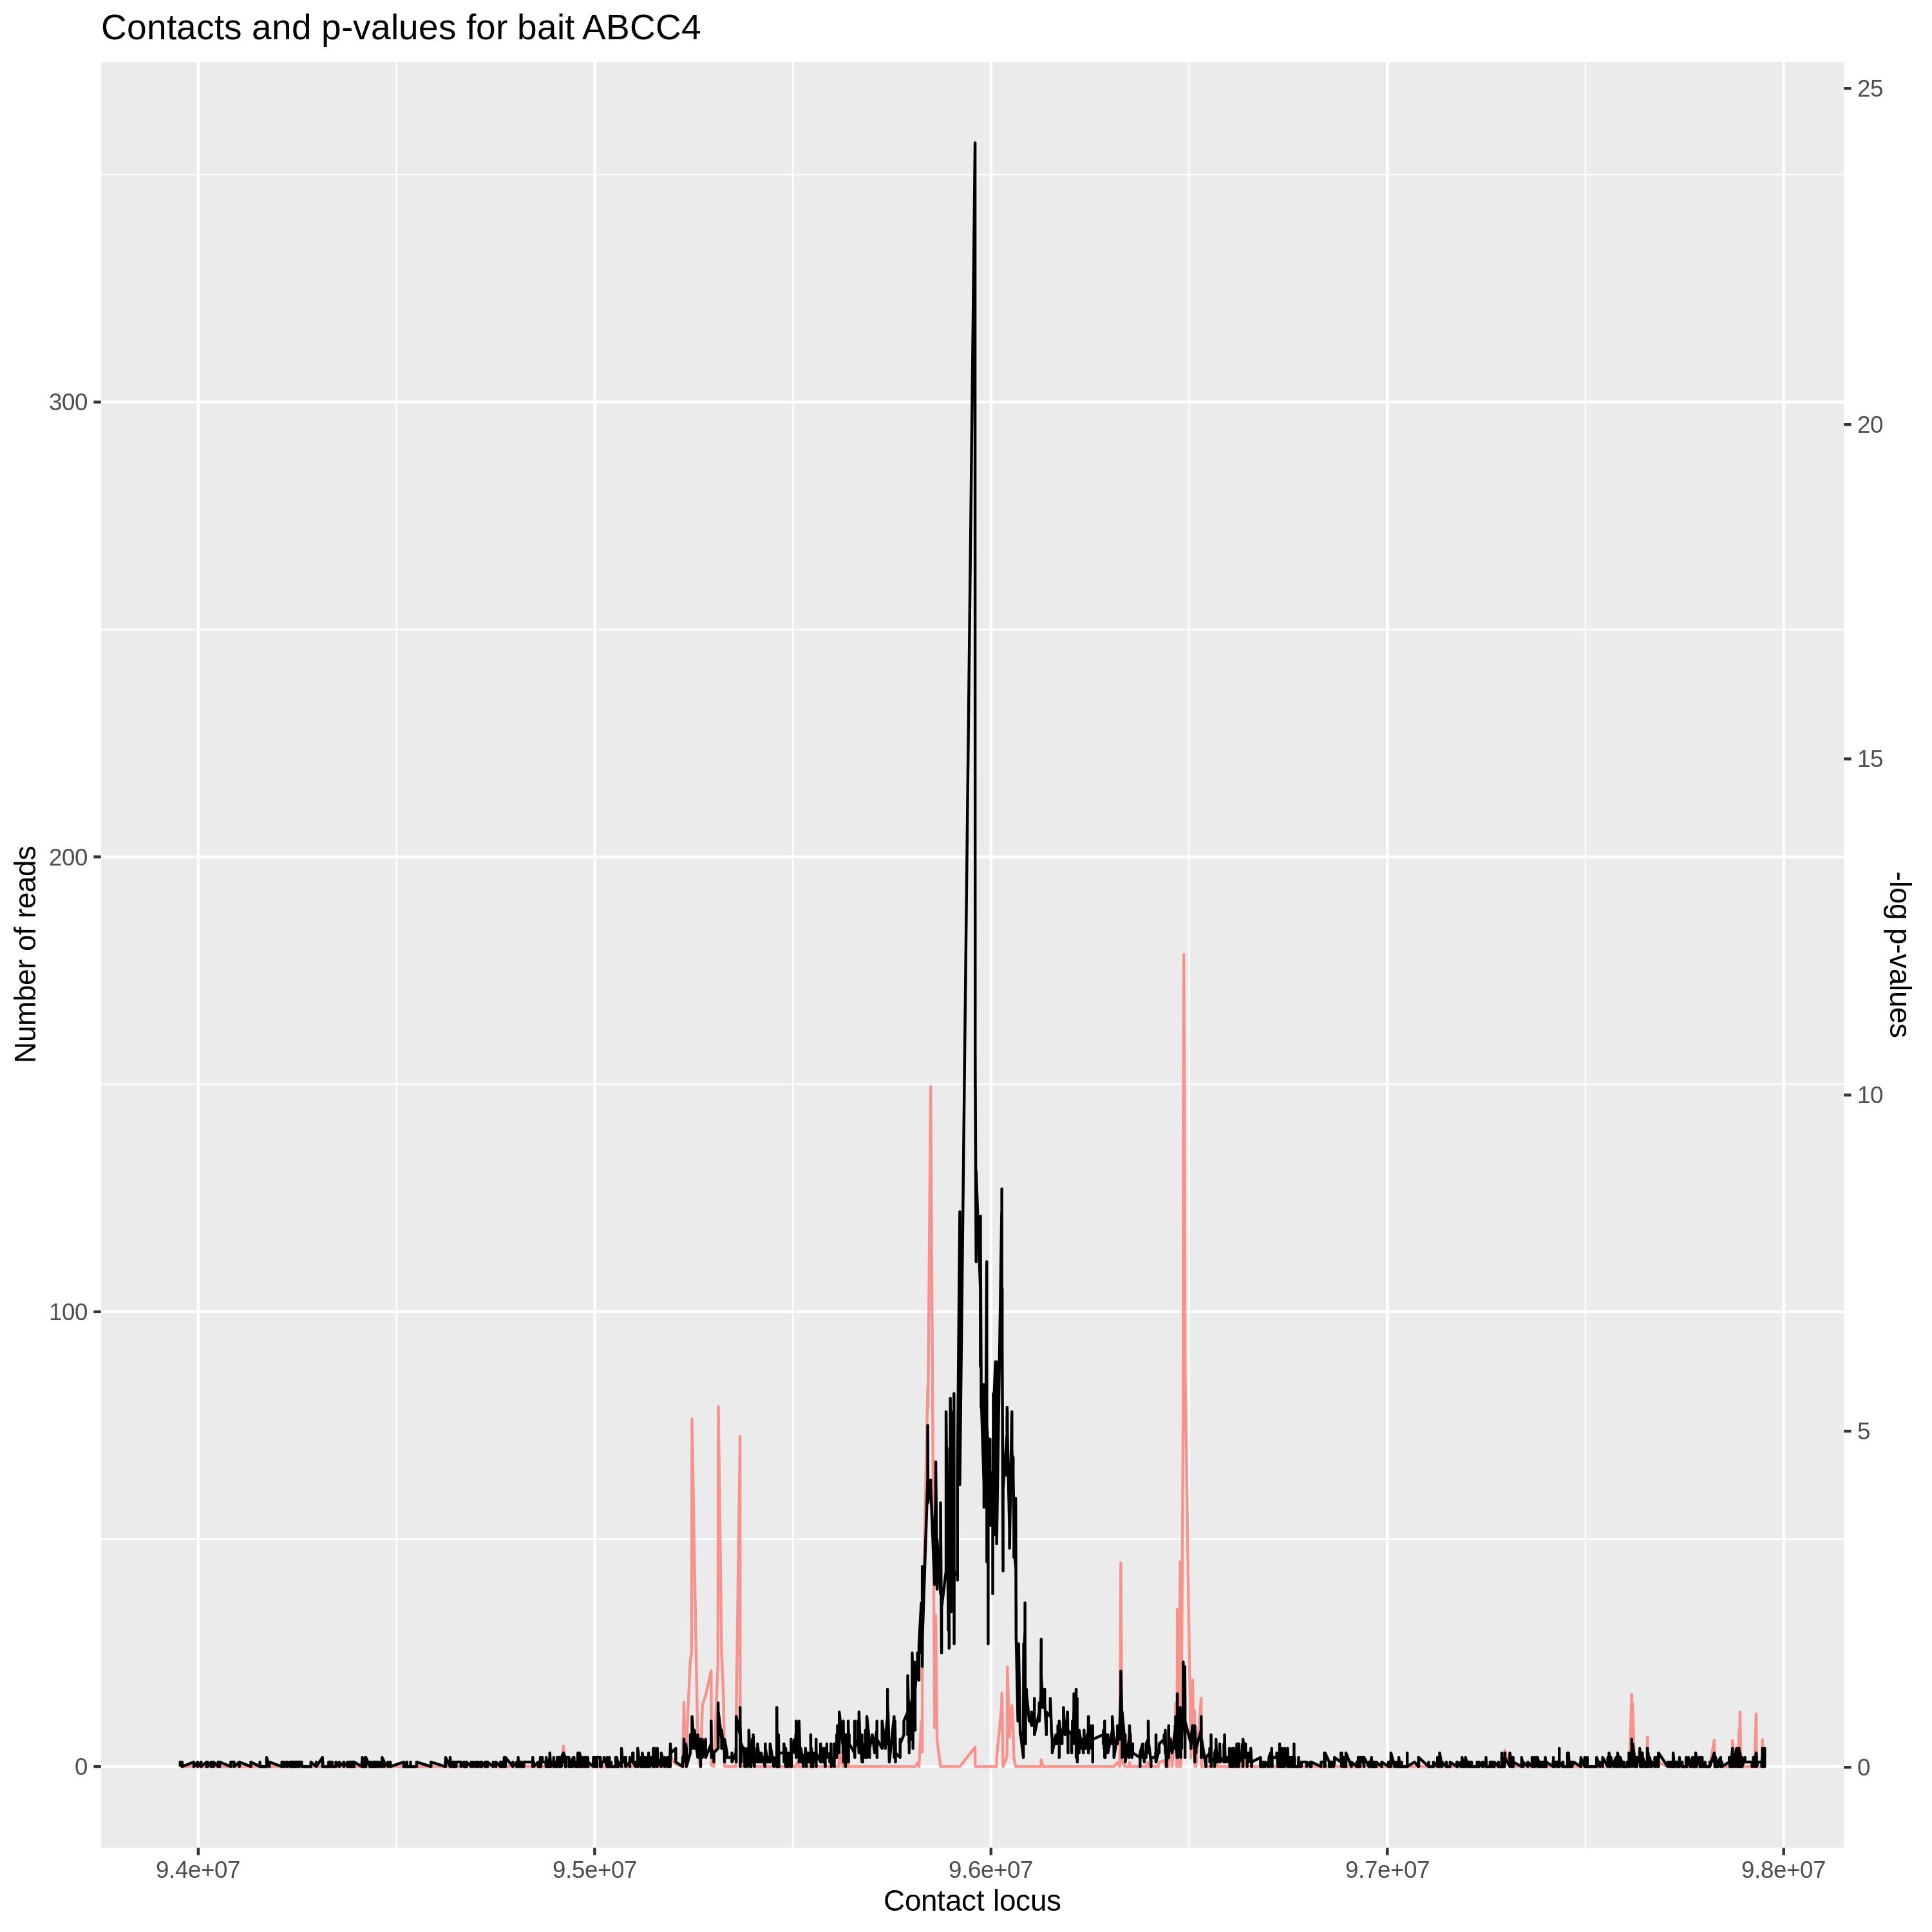 Contacts and p-values for bait ABCC4
Number of reads
300
200
100
0
25
20
15
10
5
0
-log p-values
9.4e+07
9.5e+07
9.6e+07
9.7e+07
9.8e+07
Contact locus